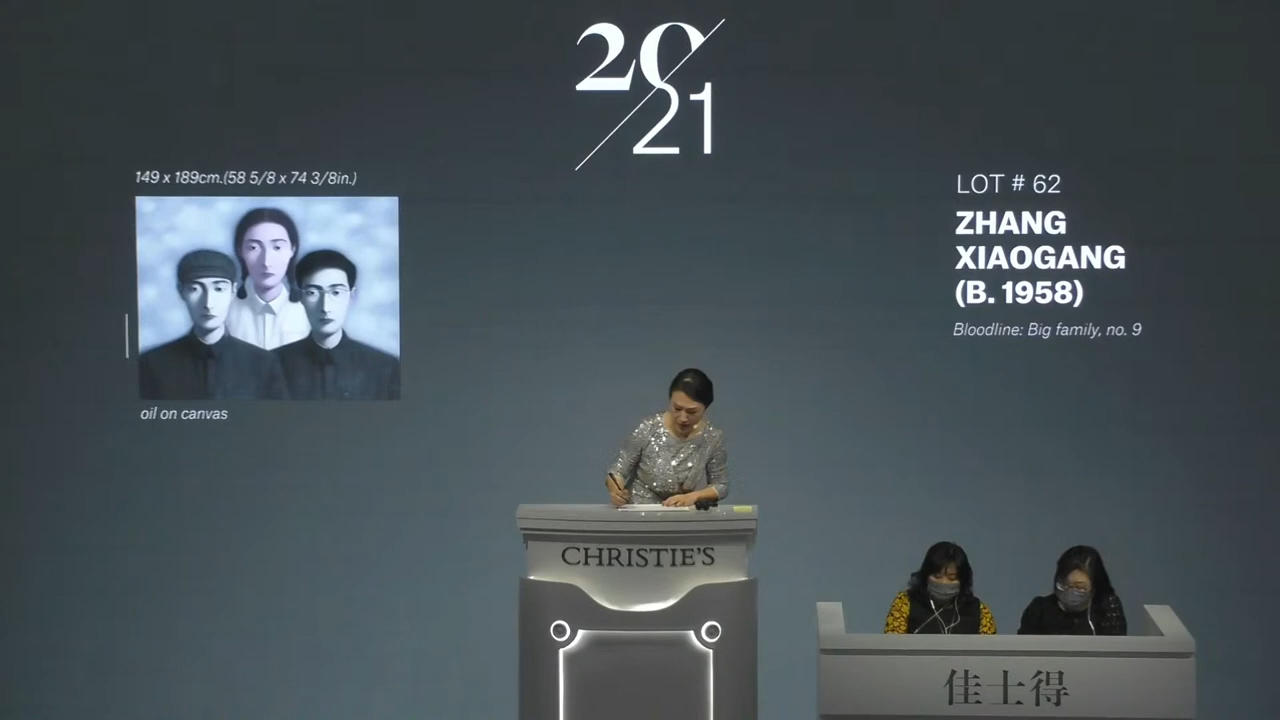 20
21
149 x 189cm.(58 5/8 x 74 3/8in.)
oil on canvas
LOT # 62
ZHANG
XIAOGANG
(B. 1958)
Bloodline: Big family, no. 9
CHRISTIE'S
佳士得